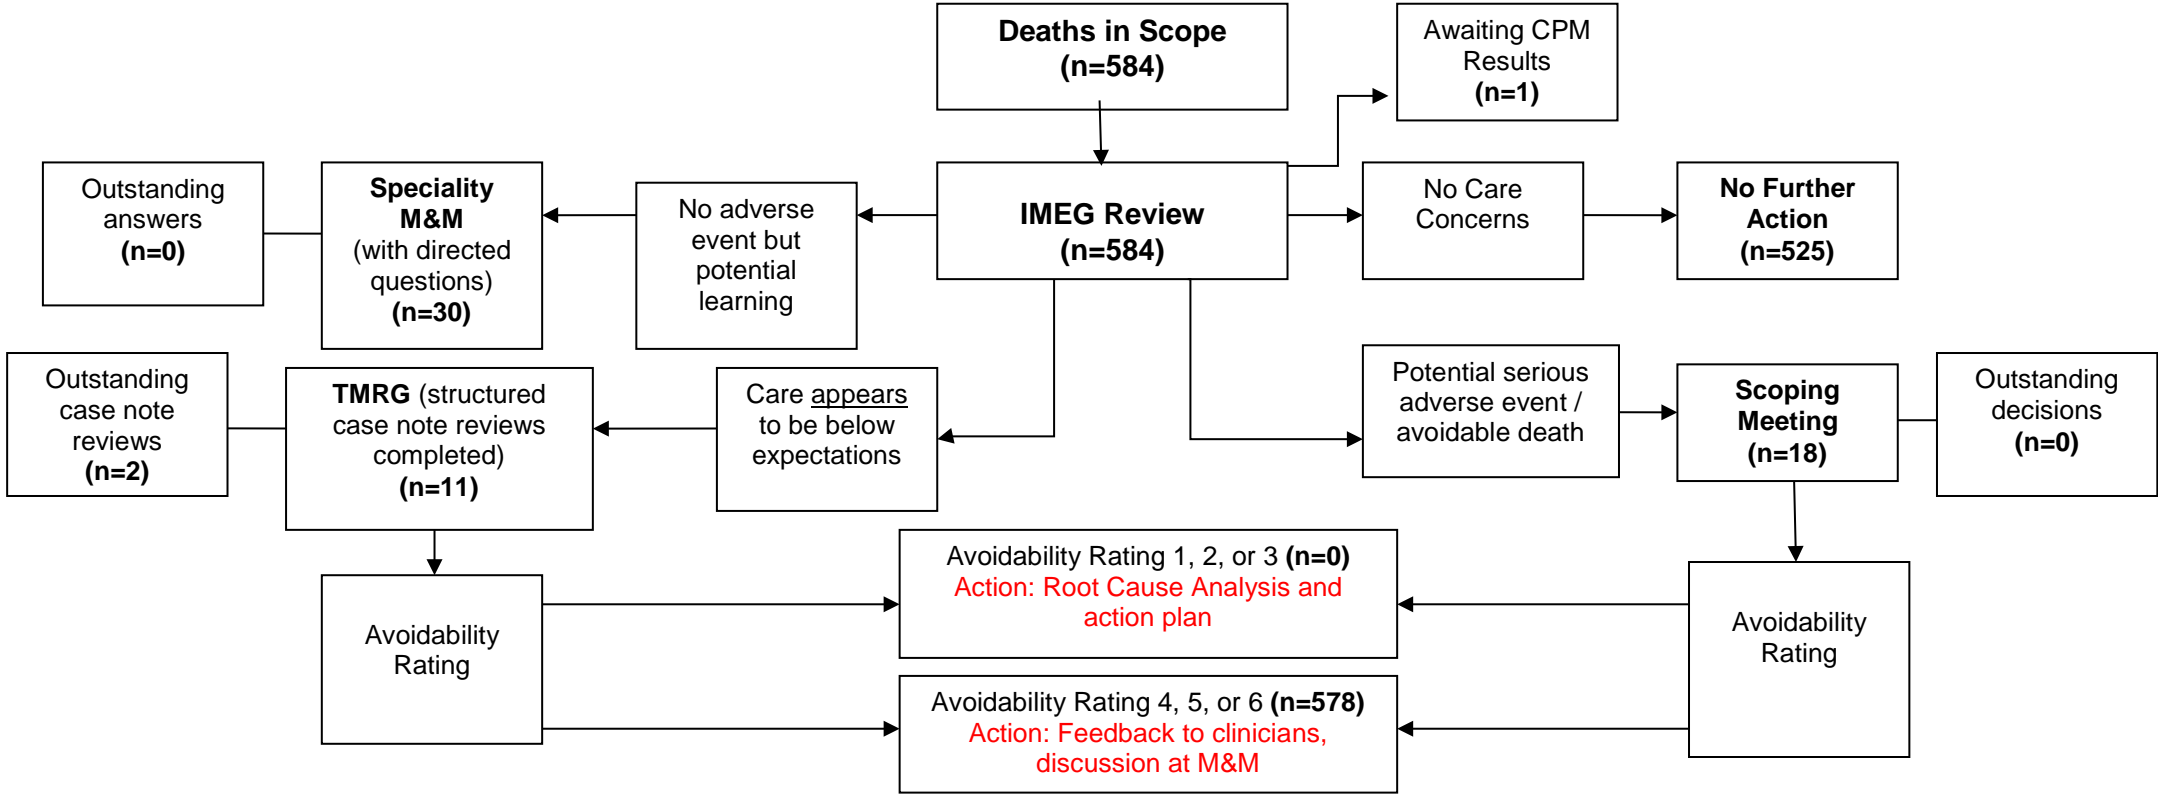 Deaths in Scope
(n=584)
Awaiting CPM
Results
(n=1)
Outstanding
answers
(n=0)
Speciality
M&M
(with directed
questions)
(n=30)
No adverse
event but
potential
learning
IMEG Review
(n=584)
No Care
Concerns
No Further
Action
(n=525)
Outstanding
case note
reviews
(n=2)
TMRG (structured
case note reviews
completed)
(n=11)
Care appears
to be below
expectations
Potential serious
adverse event /
avoidable death
Scoping
Meeting
(n=18)
Outstanding
decisions
(n=0)
Avoidability
Rating
Avoidability Rating 1, 2, or 3 (n=0)
Action: Root Cause Analysis and
action plan
Avoidability Rating 4, 5, or 6 (n=578)
Action: Feedback to clinicians,
discussion at M&M
Avoidability
Rating